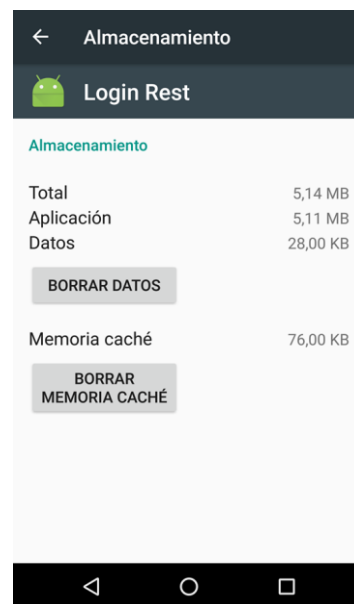 Almacenamiento
Login Rest
Almacenamiento
Total 5,14 MB
Aplicación 5,11 MB
Datos 28,00 KB
BORRAR DATOS
Memoria caché 76,00 KB
BORRAR
MEMORIA CACHÉ